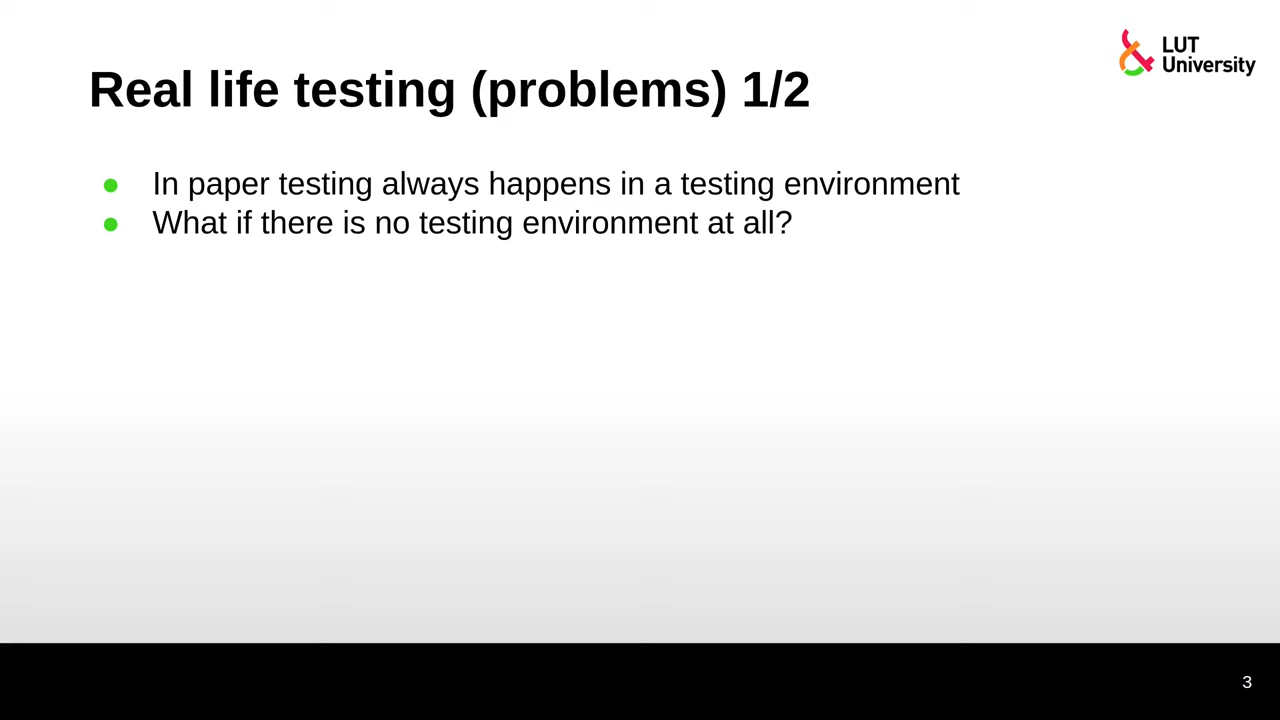 LUT
University
Real life testing (problems) 1/2
In paper testing always happens in a testing environment
What if there is no testing environment at all?
3